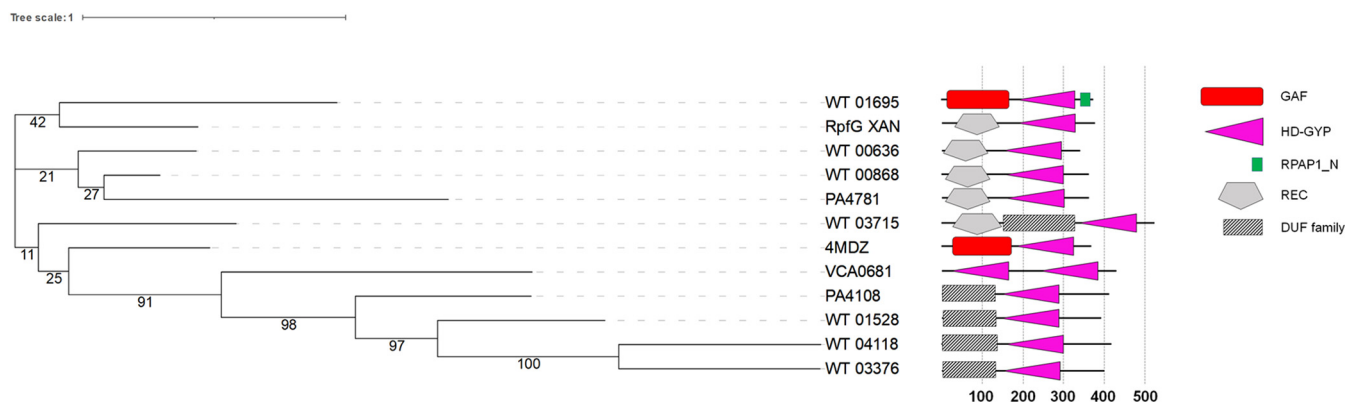 Tree scale: 1
WT 01695
42
RpfG XAN
WT 00636
21
WT 00868
27
PA4781
WT 03715
11
4MDZ
25
VCA0681
91
PA4108
98
WT 01528
97
WT 04118
100
WT 03376
100 200 300 400 500
GAF
HD-GYP
RPAP1_N
REC
DUF family